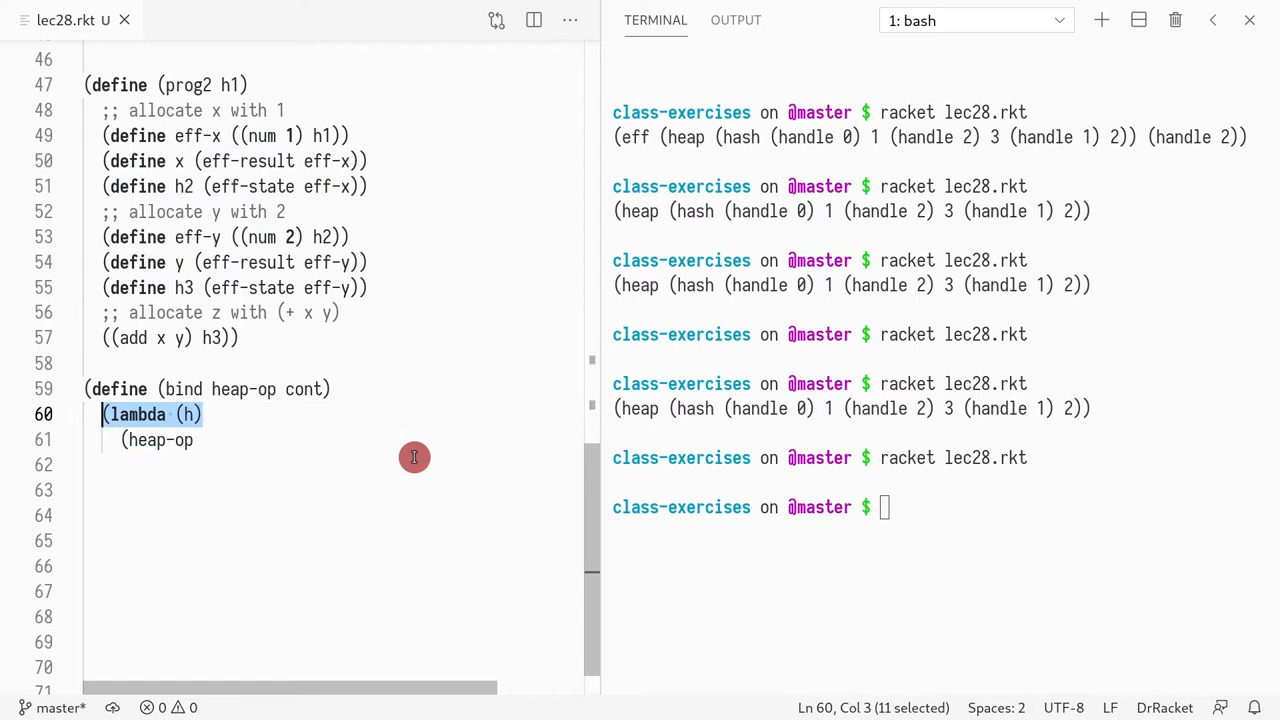 lec28.rkt U
TERMINAL OUTPUT 1: bash
46
47 (define (prog2 h1)
48 ;; allocate x with 1
49 (define eff-x ((num 1) h1))
50 (define x (eff-result eff-x))
51 (define h2 (eff-state eff-x))
52 ;; allocate y with 2
53 (define eff-y ((num 2) h2))
54 (define y (eff-result eff-y))
55 (define h3 (eff-state eff-y))
56 ;; allocate z with (+ x y)
57 ((add x y) h3))
58
59 (define (bind heap-op cont)
60 (lambda (h)
61 (heap-op
62
63
64
65
66
67
68
69
70
71
class-exercises on @master $ racket lec28.rkt
(eff (heap (hash (handle 0) 1 (handle 2) 3 (handle 1) 2)) (handle 2))
class-exercises on @master $ racket lec28.rkt
(heap (hash (handle 0) 1 (handle 2) 3 (handle 1) 2))
class-exercises on @master $ racket lec28.rkt
(heap (hash (handle 0) 1 (handle 2) 3 (handle 1) 2))
class-exercises on @master $ racket lec28.rkt
class-exercises on @master $ racket lec28.rkt
(heap (hash (handle 0) 1 (handle 2) 3 (handle 1) 2))
class-exercises on @master $ racket lec28.rkt
class-exercises on @master $
master* 0 0 Ln 60, Col 3 (11 selected) Spaces: 2 UTF-8 LF DrRacket